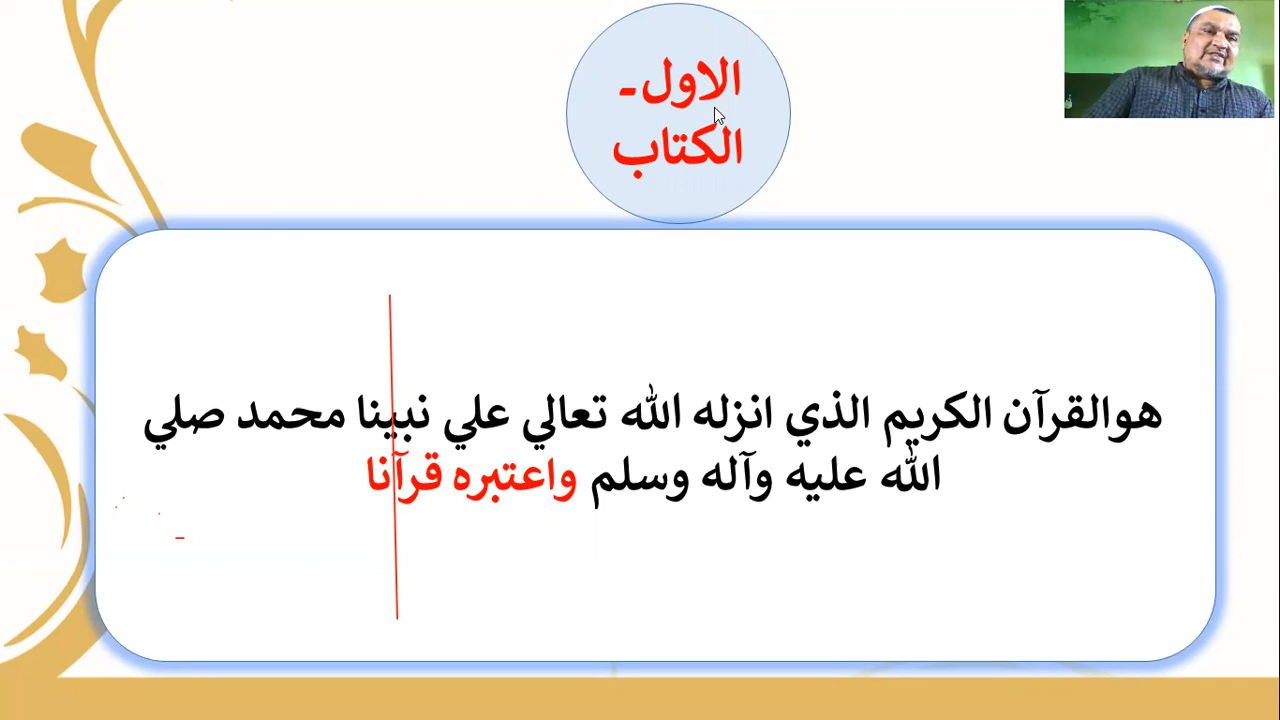 الاول۔
الكتاب
هوالقرآن الكريم الذي انزله الله تعالي علي نبينا محمد صلي
الله عليه وآله وسلم واعتبره قرآنا